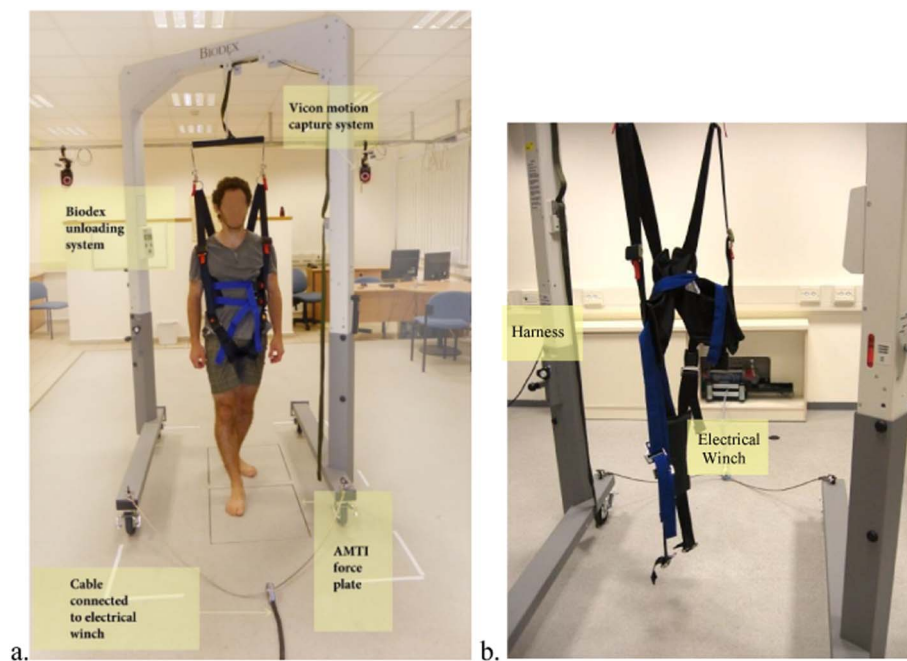 BIODEX
Vicon motion
capture system
Biodex
unloading
system
AMTI
force
plate
Cable
connected
to electrical
winch
a.
Harness
Electrical
Winch
b.